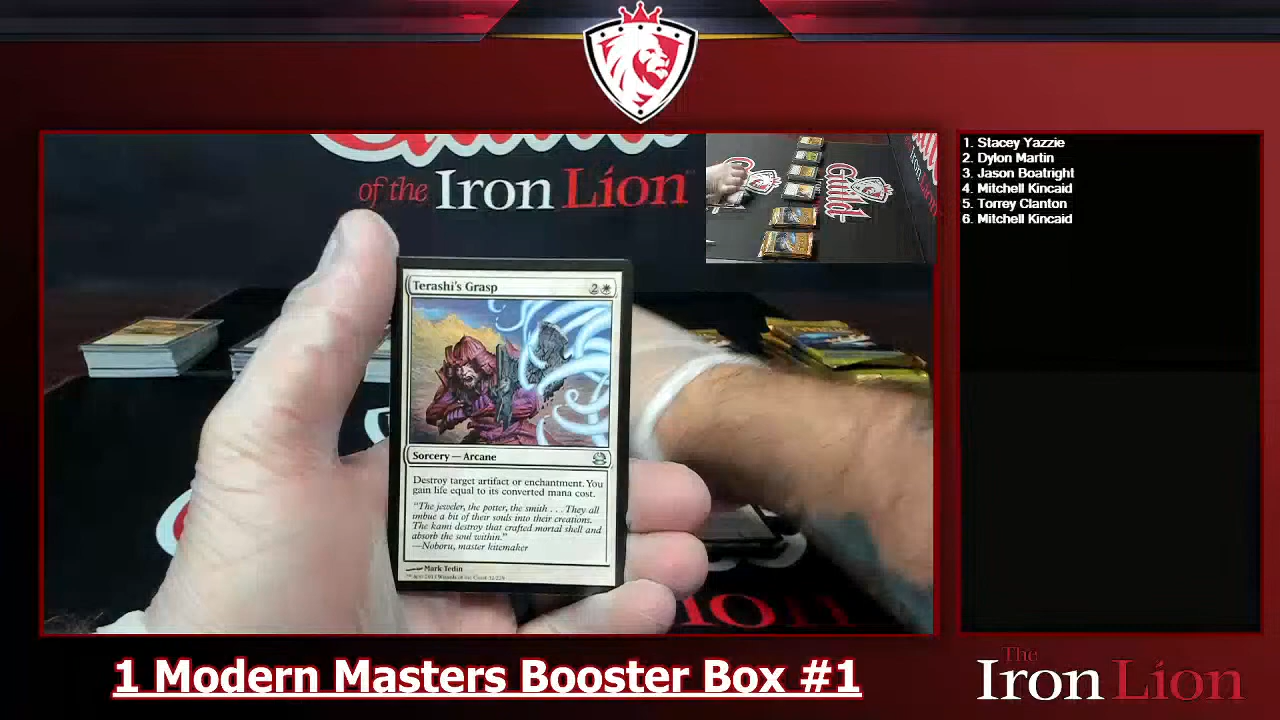 of the Iron Lion
Guild
1. Stacey Yazzie
2. Dylon Martin
3. Jason Boatright
4. Mitchell Kincaid
5. Torrey Clanton
6. Mitchell Kincaid
Terashi's Grasp 2
Sorcery — Arcane
Destroy target artifact or enchantment. You
gain life equal to its converted mana cost.
"The jeweler, the potter, the smith . . . They all
imbue a bit of their souls into their creations.
The kami destroy that crafted mortal shell and
absorb the soul within."
—Noboru, master kitemaker
Mark Tedin
1 Modern Masters Booster Box #1
The
Iron Lion